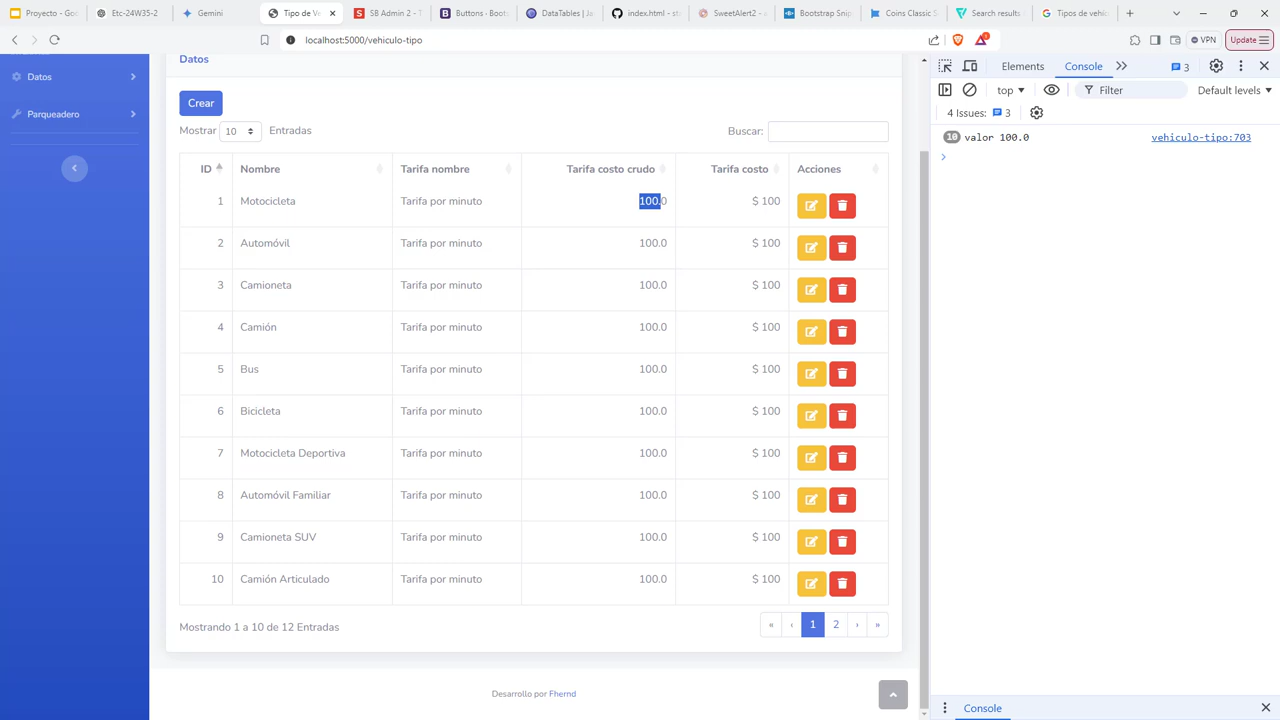 Proyecto - Goo
Etc-24W35-2
Gemini
Tipo de Ve
SB Admin 2 - T
Buttons · Boots
DataTables | Ja
index.html - sta
SweetAlert2 - a
Bootstrap Snip
Coins Classic S
Search results
Tipos de vehic
localhost:5000/vehiculo-tipo
VPN
Update
Datos
Parqueadero
Datos
Crear
Mostrar 10 Entradas
Buscar:
ID Nombre Tarifa nombre Tarifa costo crudo Tarifa costo Acciones
1 Motocicleta Tarifa por minuto 100.0 $ 100
2 Automóvil Tarifa por minuto 100.0 $ 100
3 Camioneta Tarifa por minuto 100.0 $ 100
4 Camión Tarifa por minuto 100.0 $ 100
5 Bus Tarifa por minuto 100.0 $ 100
6 Bicicleta Tarifa por minuto 100.0 $ 100
7 Motocicleta Deportiva Tarifa por minuto 100.0 $ 100
8 Automóvil Familiar Tarifa por minuto 100.0 $ 100
9 Camioneta SUV Tarifa por minuto 100.0 $ 100
10 Camión Articulado Tarifa por minuto 100.0 $ 100
Mostrando 1 a 10 de 12 Entradas
« ‹ 1 2 › »
Desarrollo por Fhernd
Elements Console 3
top Filter Default levels
4 Issues: 3
10 valor 100.0 vehiculo-tipo:703
Console